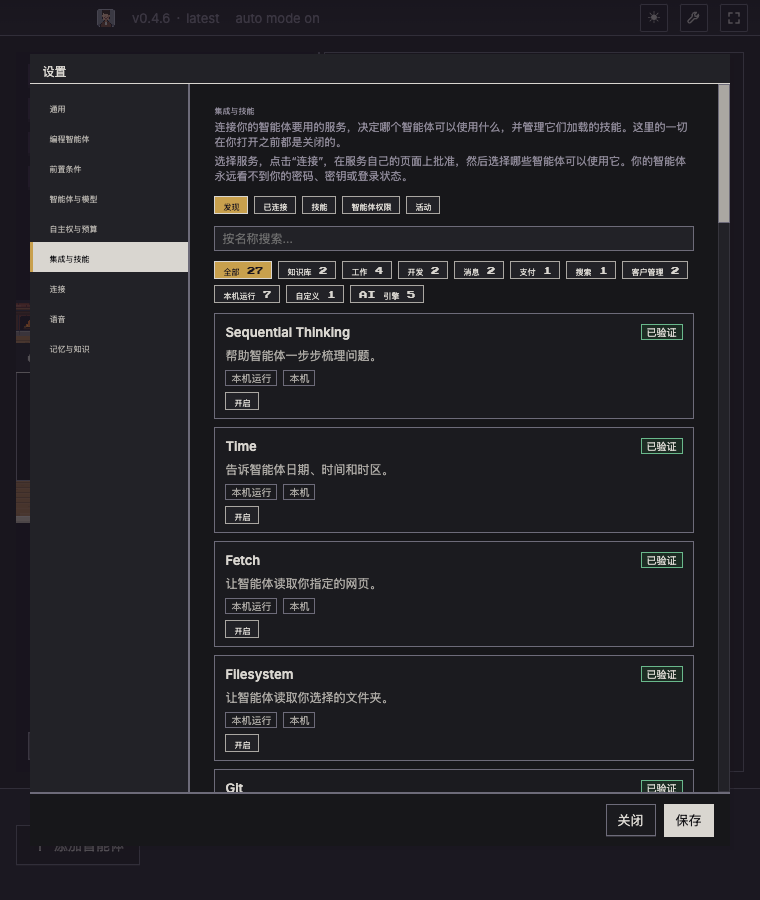 v0.4.6 · latest auto mode on
设置
通用
编程智能体
前置条件
智能体与模型
自主权与预算
集成与技能
连接
语音
记忆与知识
集成与技能
连接你的智能体要用的服务，决定哪个智能体可以使用什么，并管理它们加载的技能。这里的一切
在你打开之前都是关闭的。
选择服务，点击“连接”，在服务自己的页面上批准，然后选择哪些智能体可以使用它。你的智能体
永远看不到你的密码、密钥或登录状态。
发现 已连接 技能 智能体权限 活动
按名称搜索...
全部 27 知识库 2 工作 4 开发 2 消息 2 支付 1 搜索 1 客户管理 2
本机运行 7 自定义 1 AI 引擎 5
Sequential Thinking 已验证
帮助智能体一步步梳理问题。
本机运行 本机
开启
Time 已验证
告诉智能体日期、时间和时区。
本机运行 本机
开启
Fetch 已验证
让智能体读取你指定的网页。
本机运行 本机
开启
Filesystem 已验证
让智能体读取你选择的文件夹。
本机运行 本机
开启
Git 已验证
关闭 保存
添加智能体